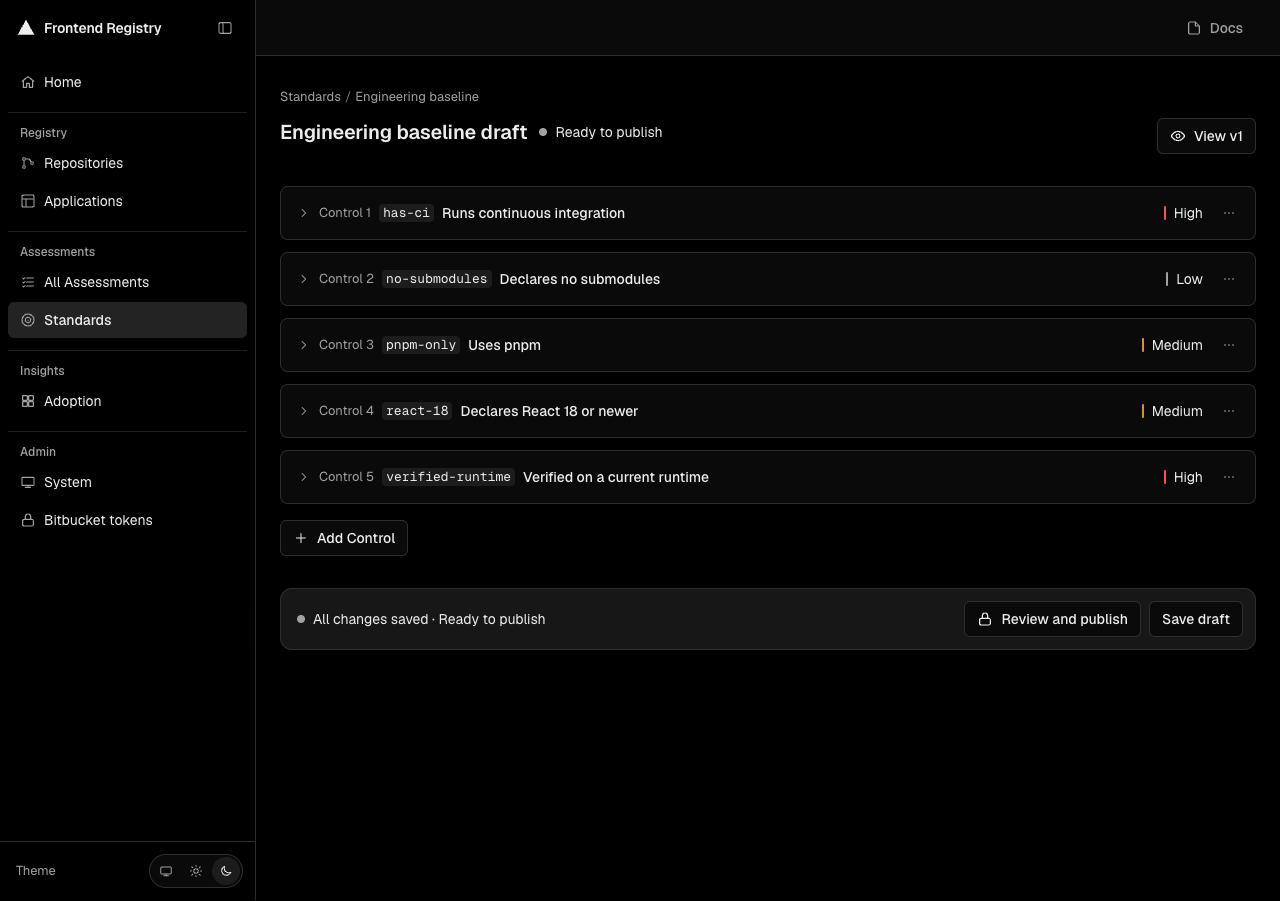 Frontend Registry
Home
Registry
Repositories
Applications
Assessments
All Assessments
Standards
Insights
Adoption
Admin
System
Bitbucket tokens
Theme
Docs
Standards / Engineering baseline
Engineering baseline draft Ready to publish
View v1
Control 1 has-ci Runs continuous integration High
Control 2 no-submodules Declares no submodules Low
Control 3 pnpm-only Uses pnpm Medium
Control 4 react-18 Declares React 18 or newer Medium
Control 5 verified-runtime Verified on a current runtime High
Add Control
All changes saved · Ready to publish Review and publish Save draft